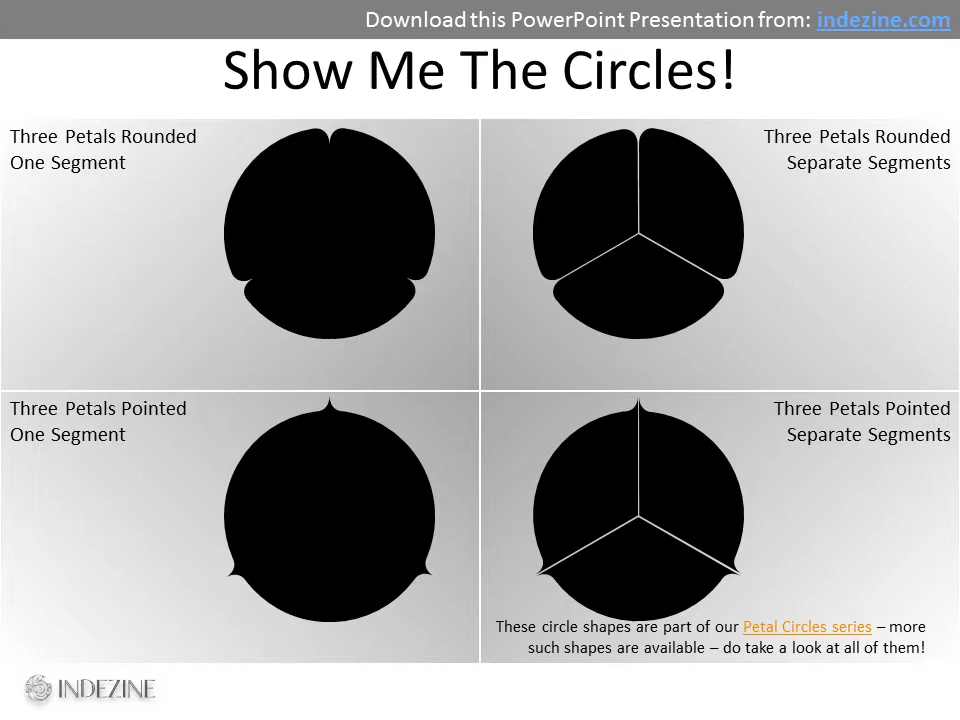 Download this PowerPoint Presentation from: indezine.com
Show Me The Circles!
Three Petals Rounded
One Segment
Three Petals Rounded
Separate Segments
Three Petals Pointed
One Segment
Three Petals Pointed
Separate Segments
These circle shapes are part of our Petal Circles series – more
such shapes are available – do take a look at all of them!
INDEZINE